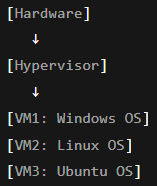 [Hardware]
↓
[Hypervisor]
↓
[VM1: Windows OS]
[VM2: Linux OS]
[VM3: Ubuntu OS]